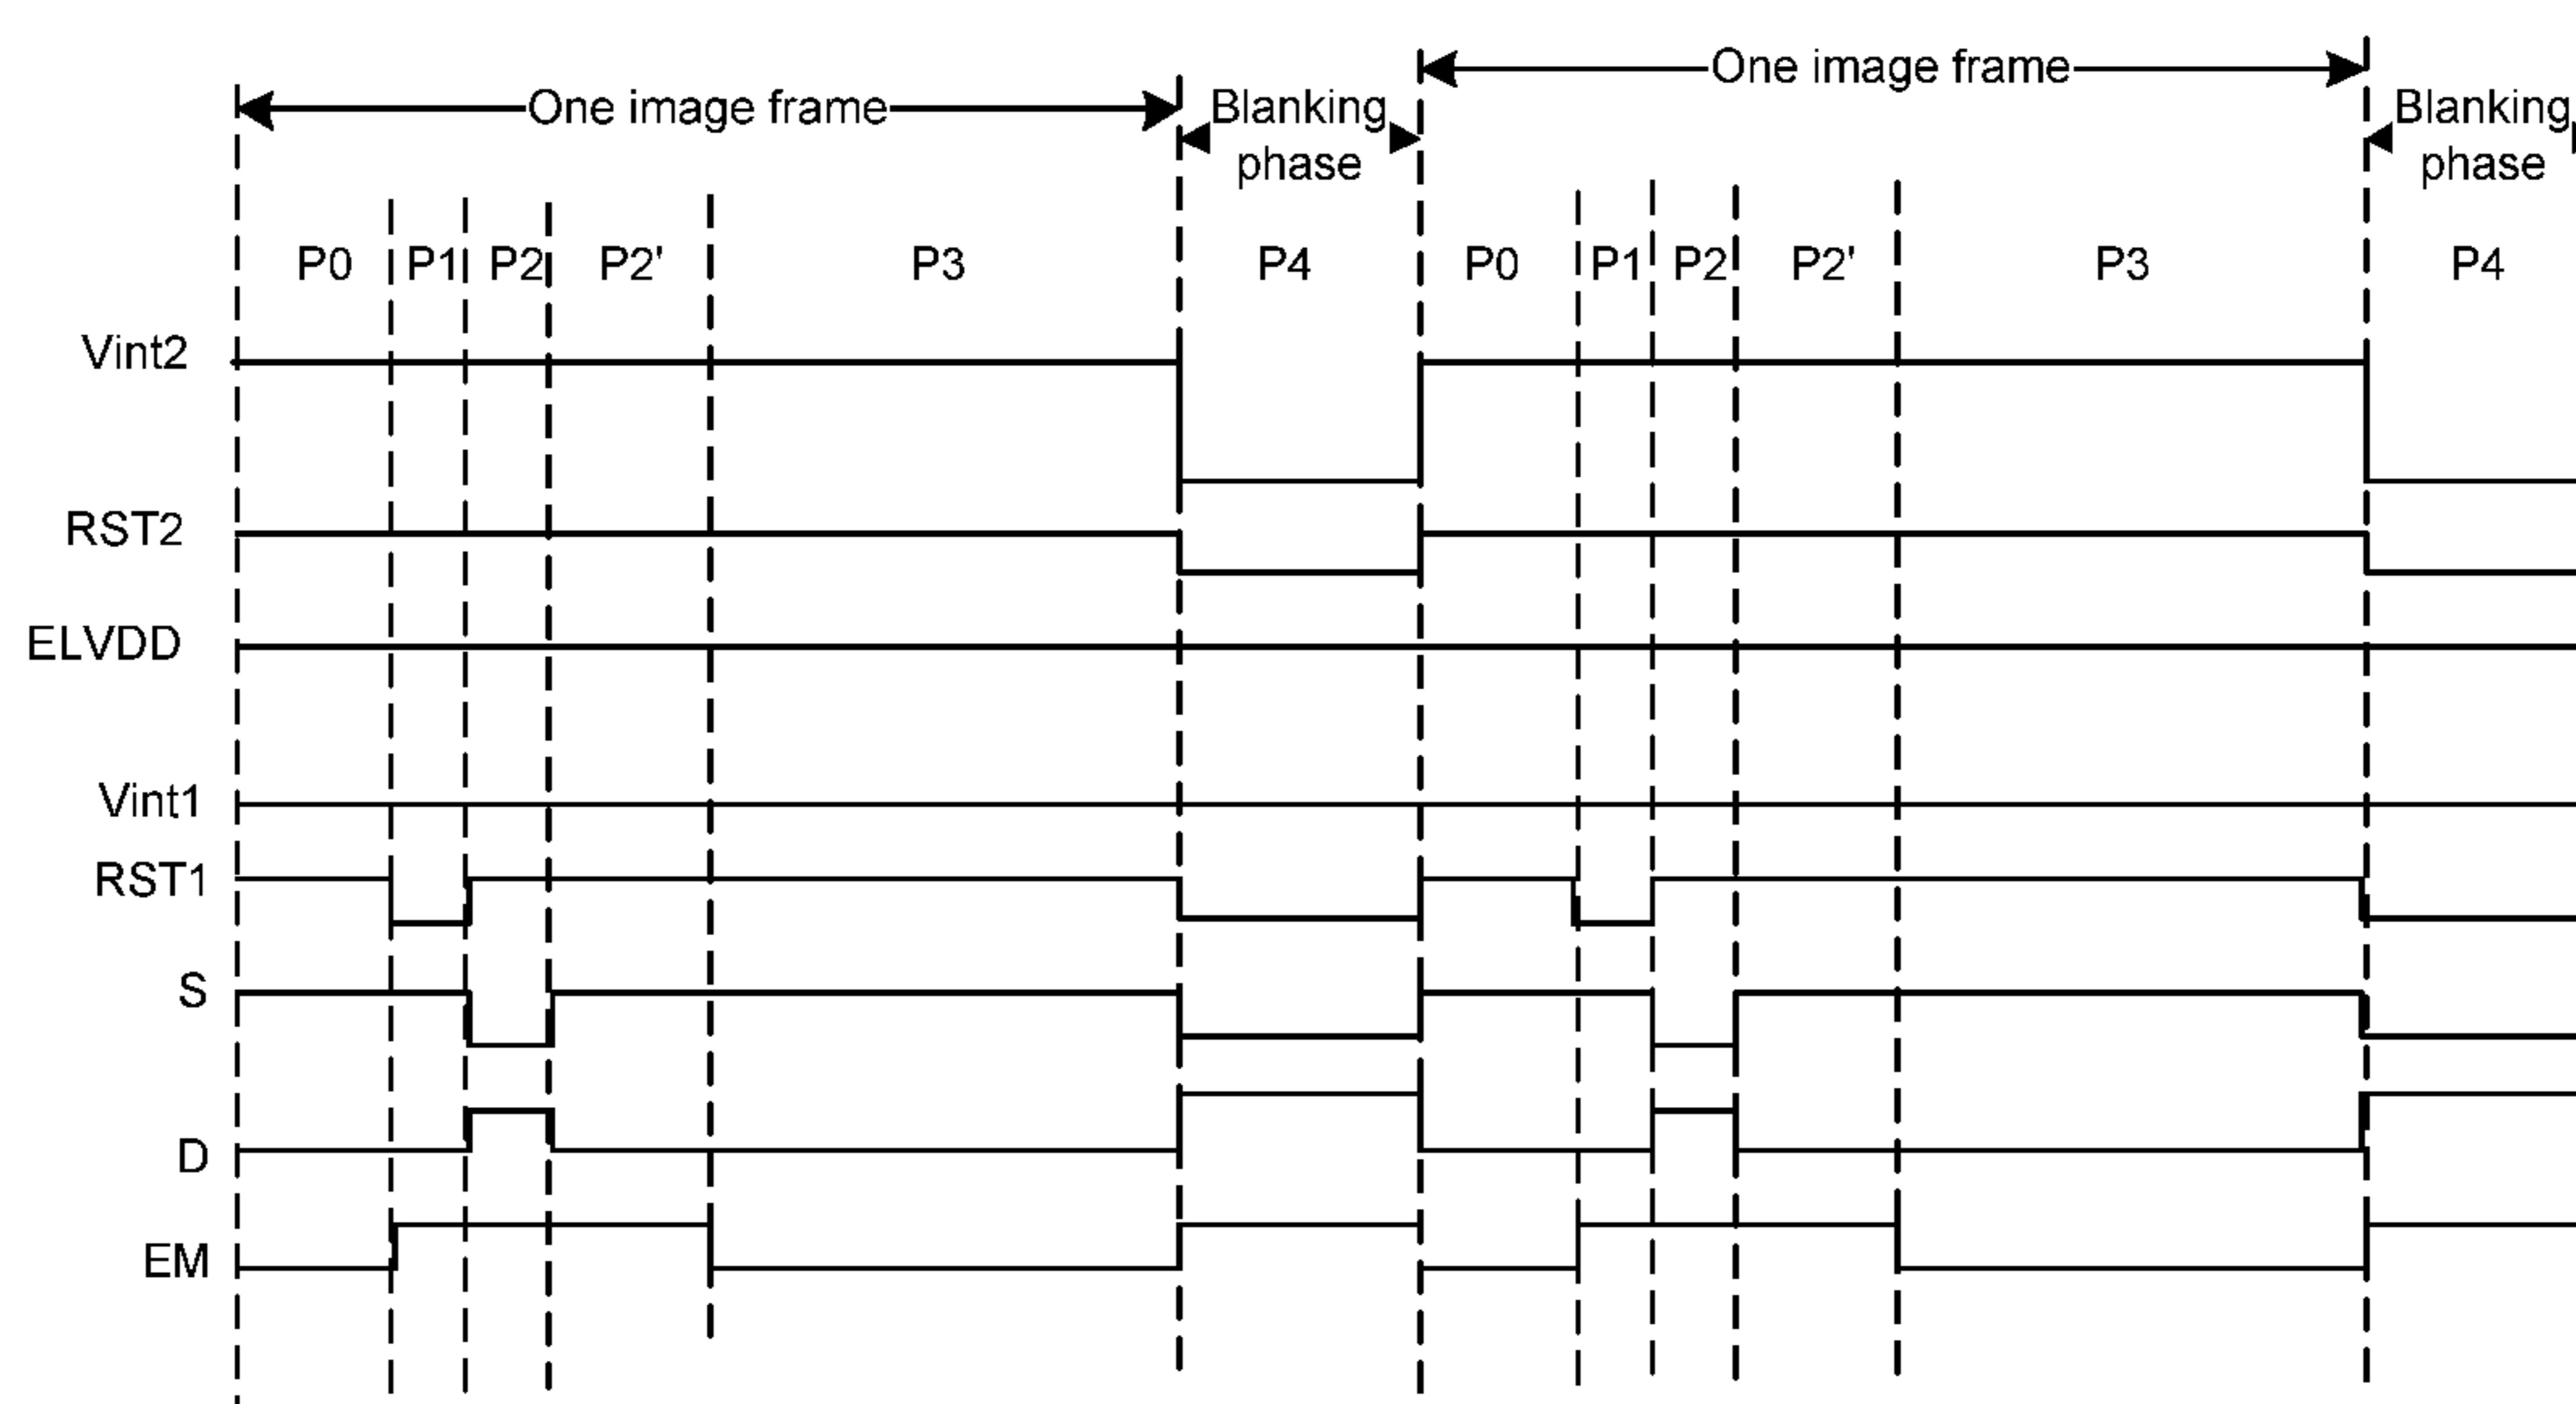 One image frame
Blanking
phase
One image frame
Blanking
phase
P0 P1 P2 P2' P3 P4 P0 P1 P2 P2' P3 P4
Vint2
RST2
ELVDD
Vint1
RST1
S
D
EM